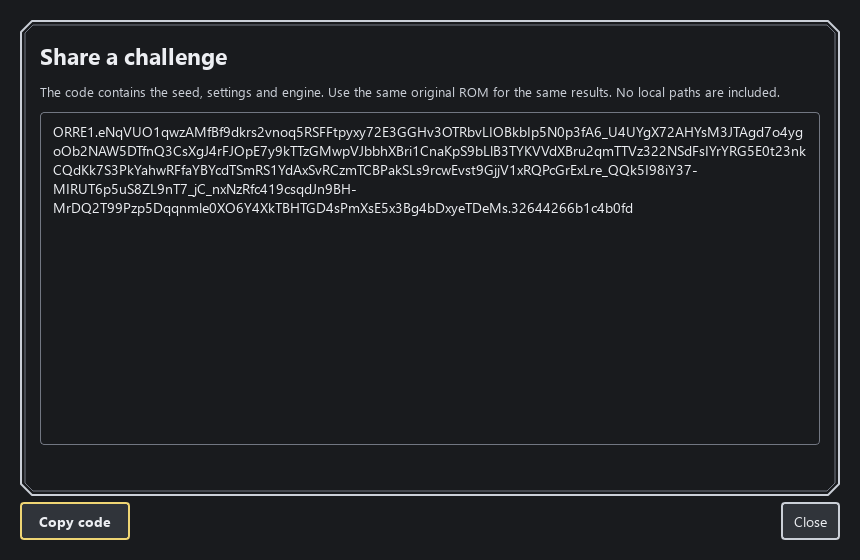 Share a challenge
The code contains the seed, settings and engine. Use the same original ROM for the same results. No local paths are included.
ORRE1.eNqVUO1qwzAMfBf9dkrs2vnoq5RSFFtpyxy72E3GGHv3OTRbvLIOBkbIp5N0p3fA6_U4UYgX72AHYsM3JTAgd7o4yg
oOb2NAW5DTfnQ3CsXgJ4rFJOpE7y9kTTzGMwpVJbbhXBri1CnaKpS9bLIB3TYKVVdXBru2qmTTVz322NSdFsIYrYRG5E0t23nk
CQdKk7S3PkYahwRFfaYBYcdTSmRS1YdAxSvRCzmTCBPakSLs9rcwEvst9GjjV1xRQPcGrExLre_QQk5I98iY37-
MIRUT6p5uS8ZL9nT7_jC_nxNzRfc419csqdJn9BH-
MrDQ2T99Pzp5Dqqnmle0XO6Y4XkTBHTGD4sPmXsE5x3Bg4bDxyeTDeMs.32644266b1c4b0fd
Copy code
Close